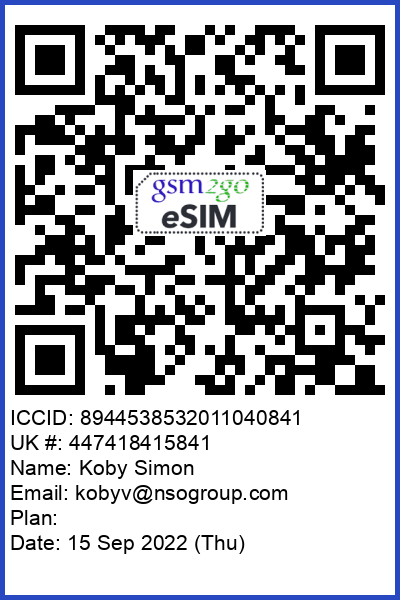 gsm2go
eSIM
ICCID: 8944538532011040841
UK #: 447418415841
Name: Koby Simon
Email: kobyv@nsogroup.com
Plan:
Date: 15 Sep 2022 (Thu)